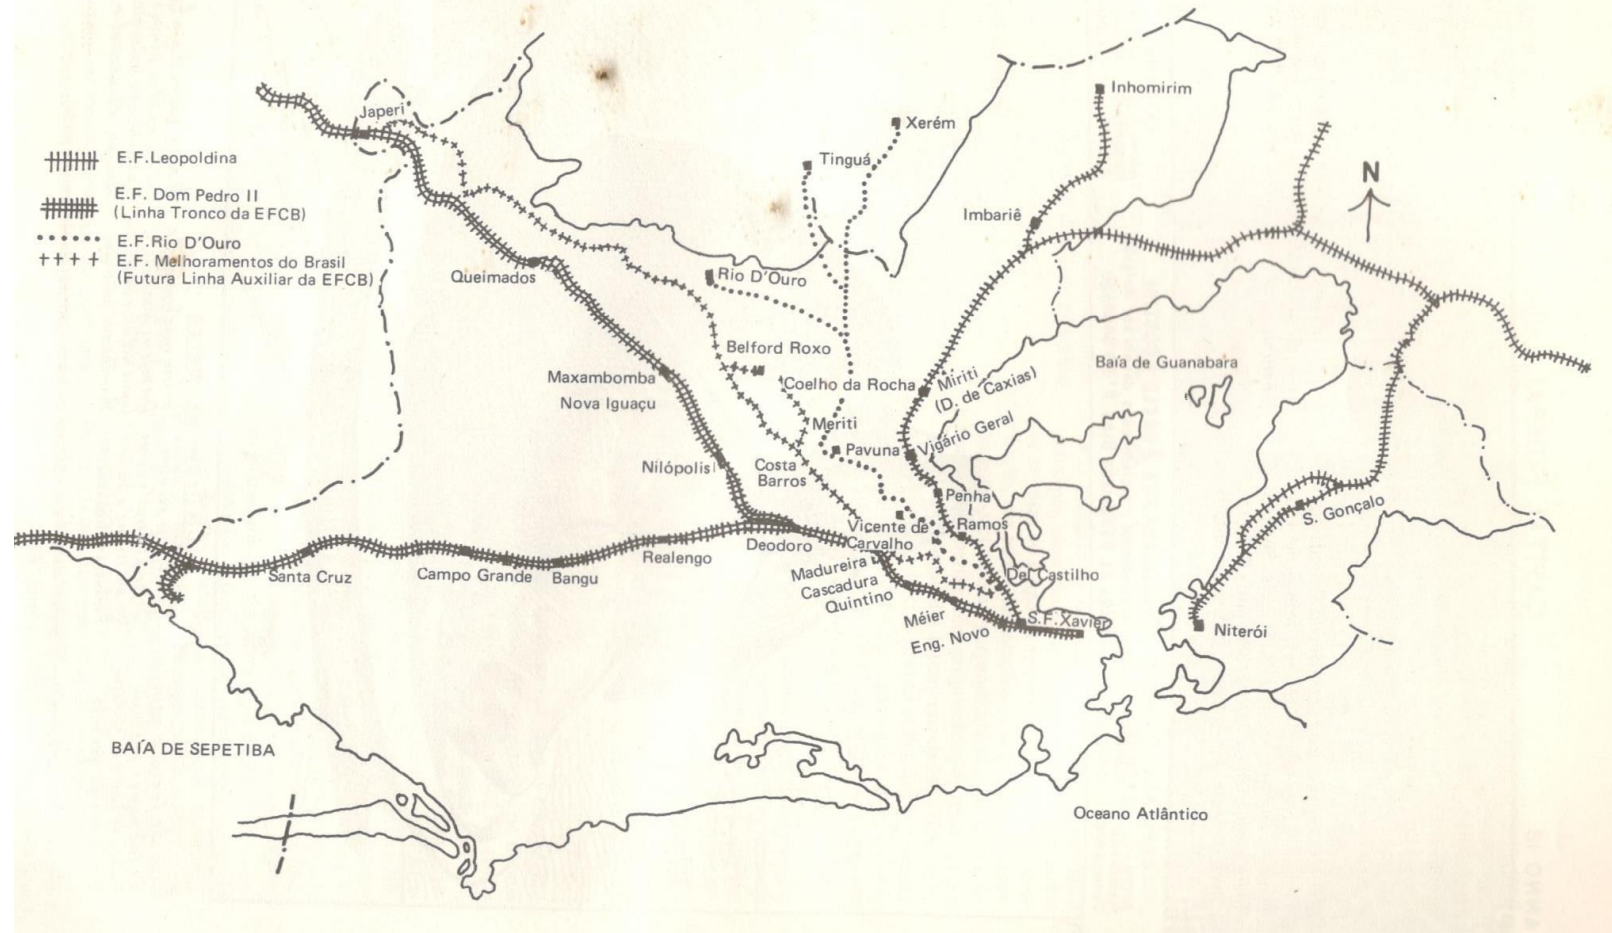 Japeri
E.F.Leopoldina
E.F. Dom Pedro II
(Linha Tronco da EFCB)
E.F.Rio D'Ouro
E.F. Melhoramentos do Brasil
(Futura Linha Auxiliar da EFCB)
Inhomirim
Xerém
Tinguá
N
Imbariê
Queimados
Rio D'Ouro
Belford Roxo
Baía de Guanabara
Maxambomba
Nova Iguaçu
Coelho da Rocha
Miriti
(D. de Caxias)
Meriti
Vigário Geral
Pavuna
Nilópolis
Costa
Barros
Penha
S. Gonçalo
Vicente de
Carvalho
Ramos
Deodoro
Realengo
Santa Cruz
Campo Grande
Bangu
Madureira
Cascadura
Quintino
Del Castilho
Méier
Eng. Novo
S.F.Xavier
Niterói
BAÍA DE SEPETIBA
Oceano Atlântico